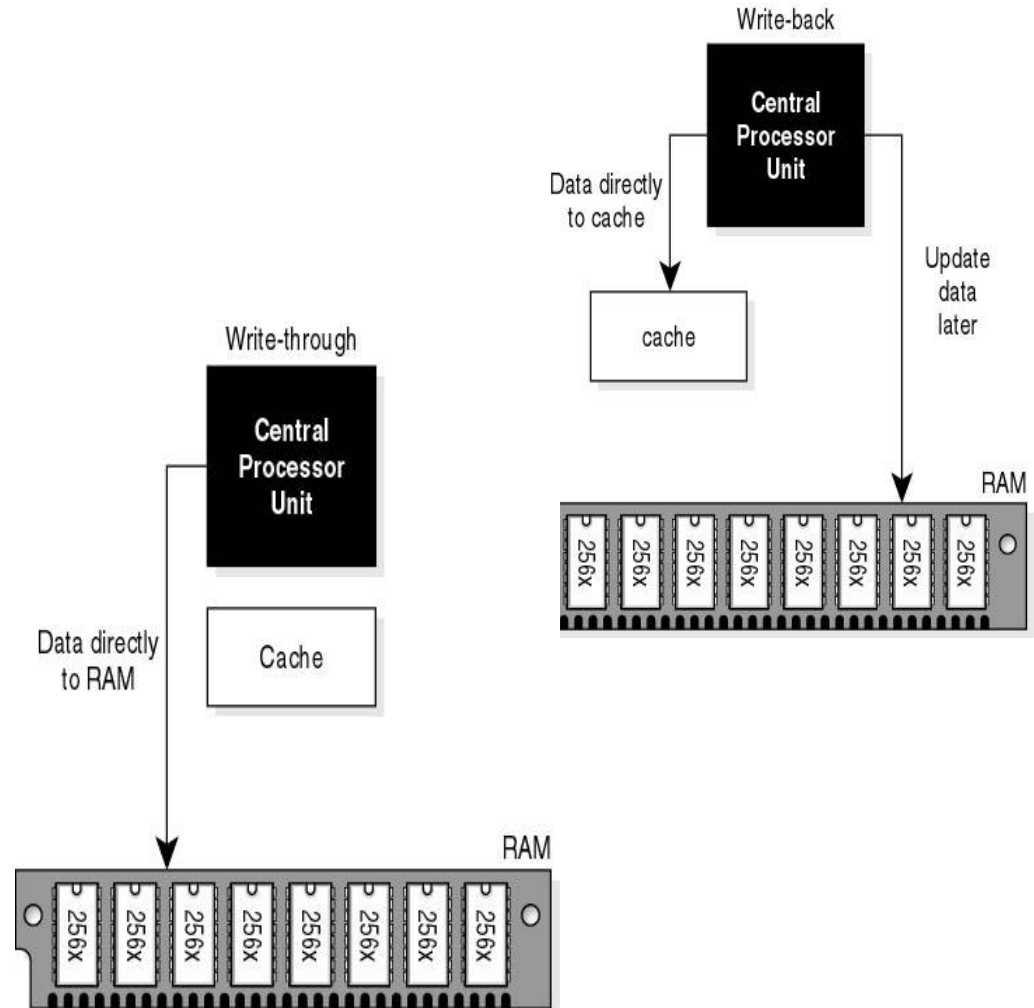 Write-back
Central
Processor
Unit
Data directly
to cache
Update
data
later
cache
RAM
256x
256x
256x
256x
256x
256x
256x
256x
Write-through
Central
Processor
Unit
Data directly
to RAM
Cache
RAM
256x
256x
256x
256x
256x
256x
256x
256x